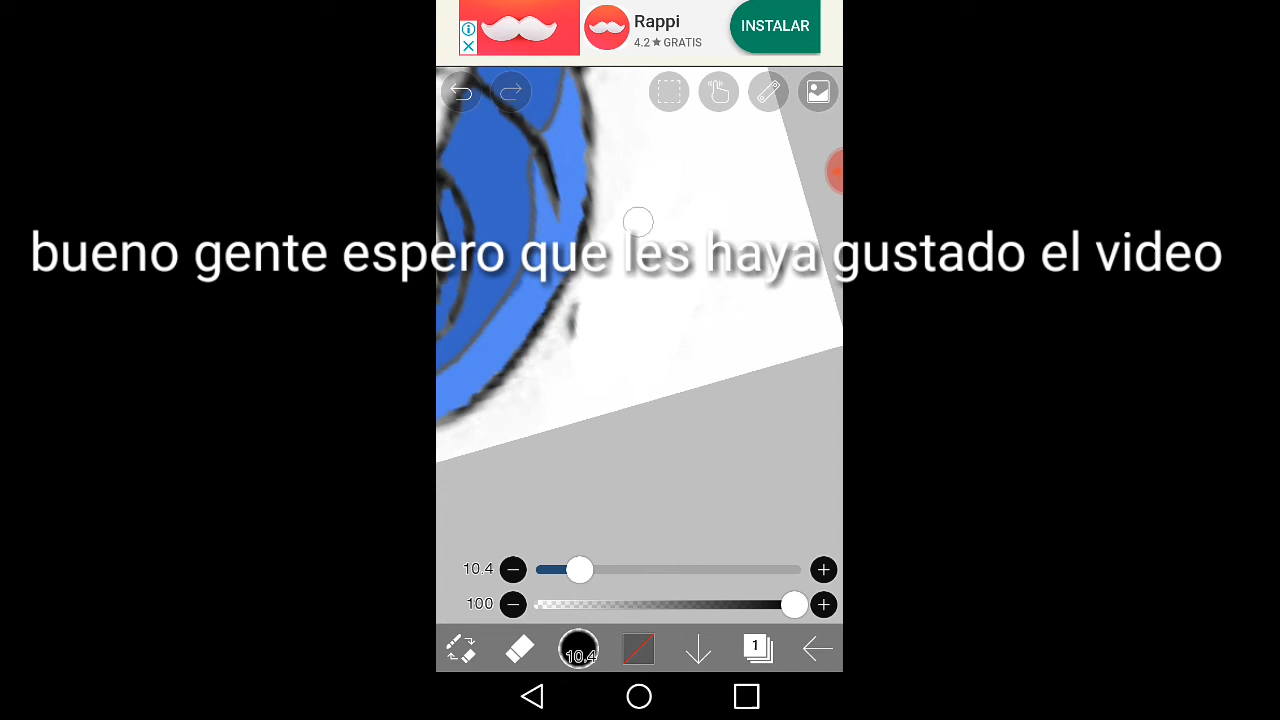 Rappi
4.2★GRATIS
INSTALAR
bueno gente espero que les haya gustado el video
10.4
100
10.4
1